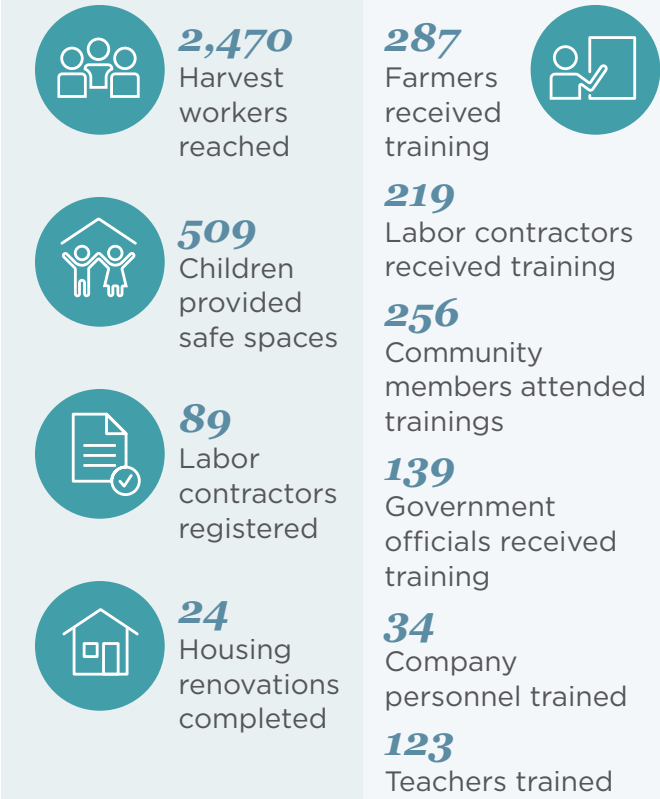 2,470
Harvest
workers
reached
509
Children
provided
safe spaces
89
Labor
contractors
registered
24
Housing
renovations
completed
287
Farmers
received
training
219
Labor contractors
received training
256
Community
members attended
trainings
139
Government
officials received
training
34
Company
personnel trained
123
Teachers trained